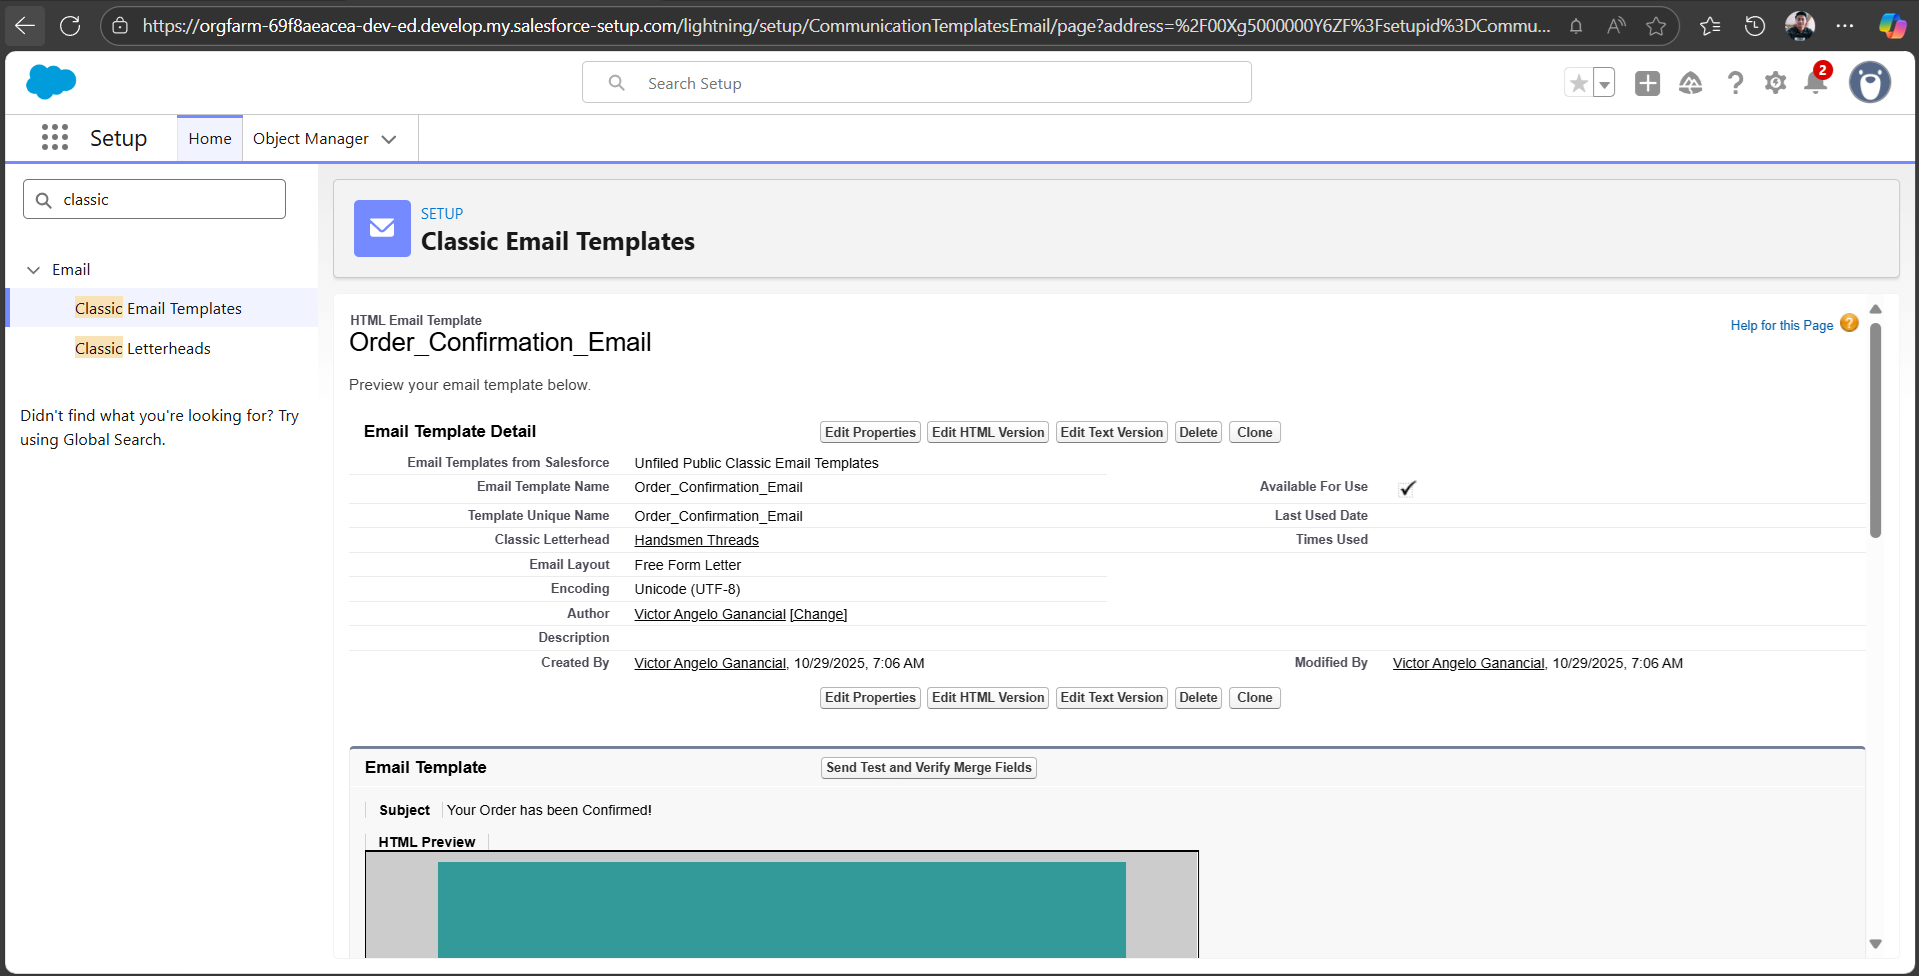 https://orgfarm-69f8aeacea-dev-ed.develop.my.salesforce-setup.com/lightning/setup/CommunicationTemplatesEmail/page?address=%2F00Xg5000000Y6ZF%3Fsetupid%3DCommu...
Search Setup
2
Setup
Home
Object Manager
classic
Email
Classic Email Templates
Classic Letterheads
Didn't find what you're looking for? Try
using Global Search.
SETUP
Classic Email Templates
HTML Email Template
Order_Confirmation_Email
Help for this Page
Preview your email template below.
Email Template Detail
Edit Properties Edit HTML Version Edit Text Version Delete Clone
Email Templates from Salesforce Unfiled Public Classic Email Templates
Email Template Name Order_Confirmation_Email Available For Use
Template Unique Name Order_Confirmation_Email Last Used Date
Classic Letterhead Handsmen Threads Times Used
Email Layout Free Form Letter
Encoding Unicode (UTF-8)
Author Victor Angelo Ganancial [Change]
Description
Created By Victor Angelo Ganancial, 10/29/2025, 7:06 AM Modified By Victor Angelo Ganancial, 10/29/2025, 7:06 AM
Edit Properties Edit HTML Version Edit Text Version Delete Clone
Email Template
Send Test and Verify Merge Fields
Subject Your Order has been Confirmed!
HTML Preview